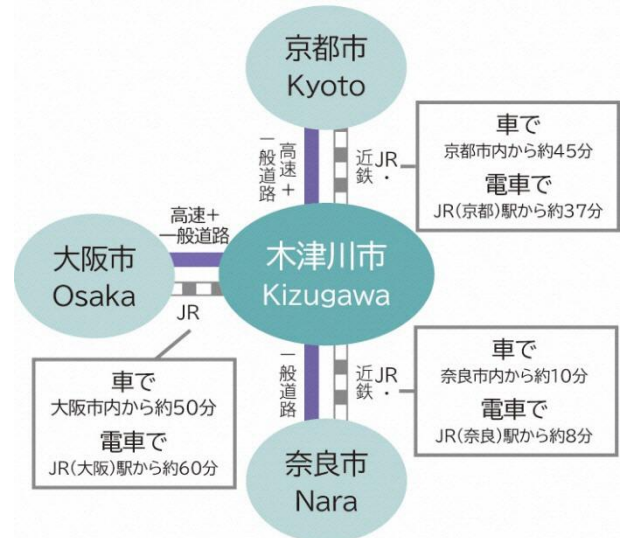 京都市
Kyoto
高速＋
一般道路
JR・
近鉄
車で
京都市内から約45分
電車で
JR(京都)駅から約37分
高速＋
一般道路
大阪市
Osaka
JR
木津川市
Kizugawa
車で
大阪市内から約50分
電車で
JR(大阪)駅から約60分
一般道路
JR・
近鉄
車で
奈良市内から約10分
電車で
JR(奈良)駅から約8分
奈良市
Nara